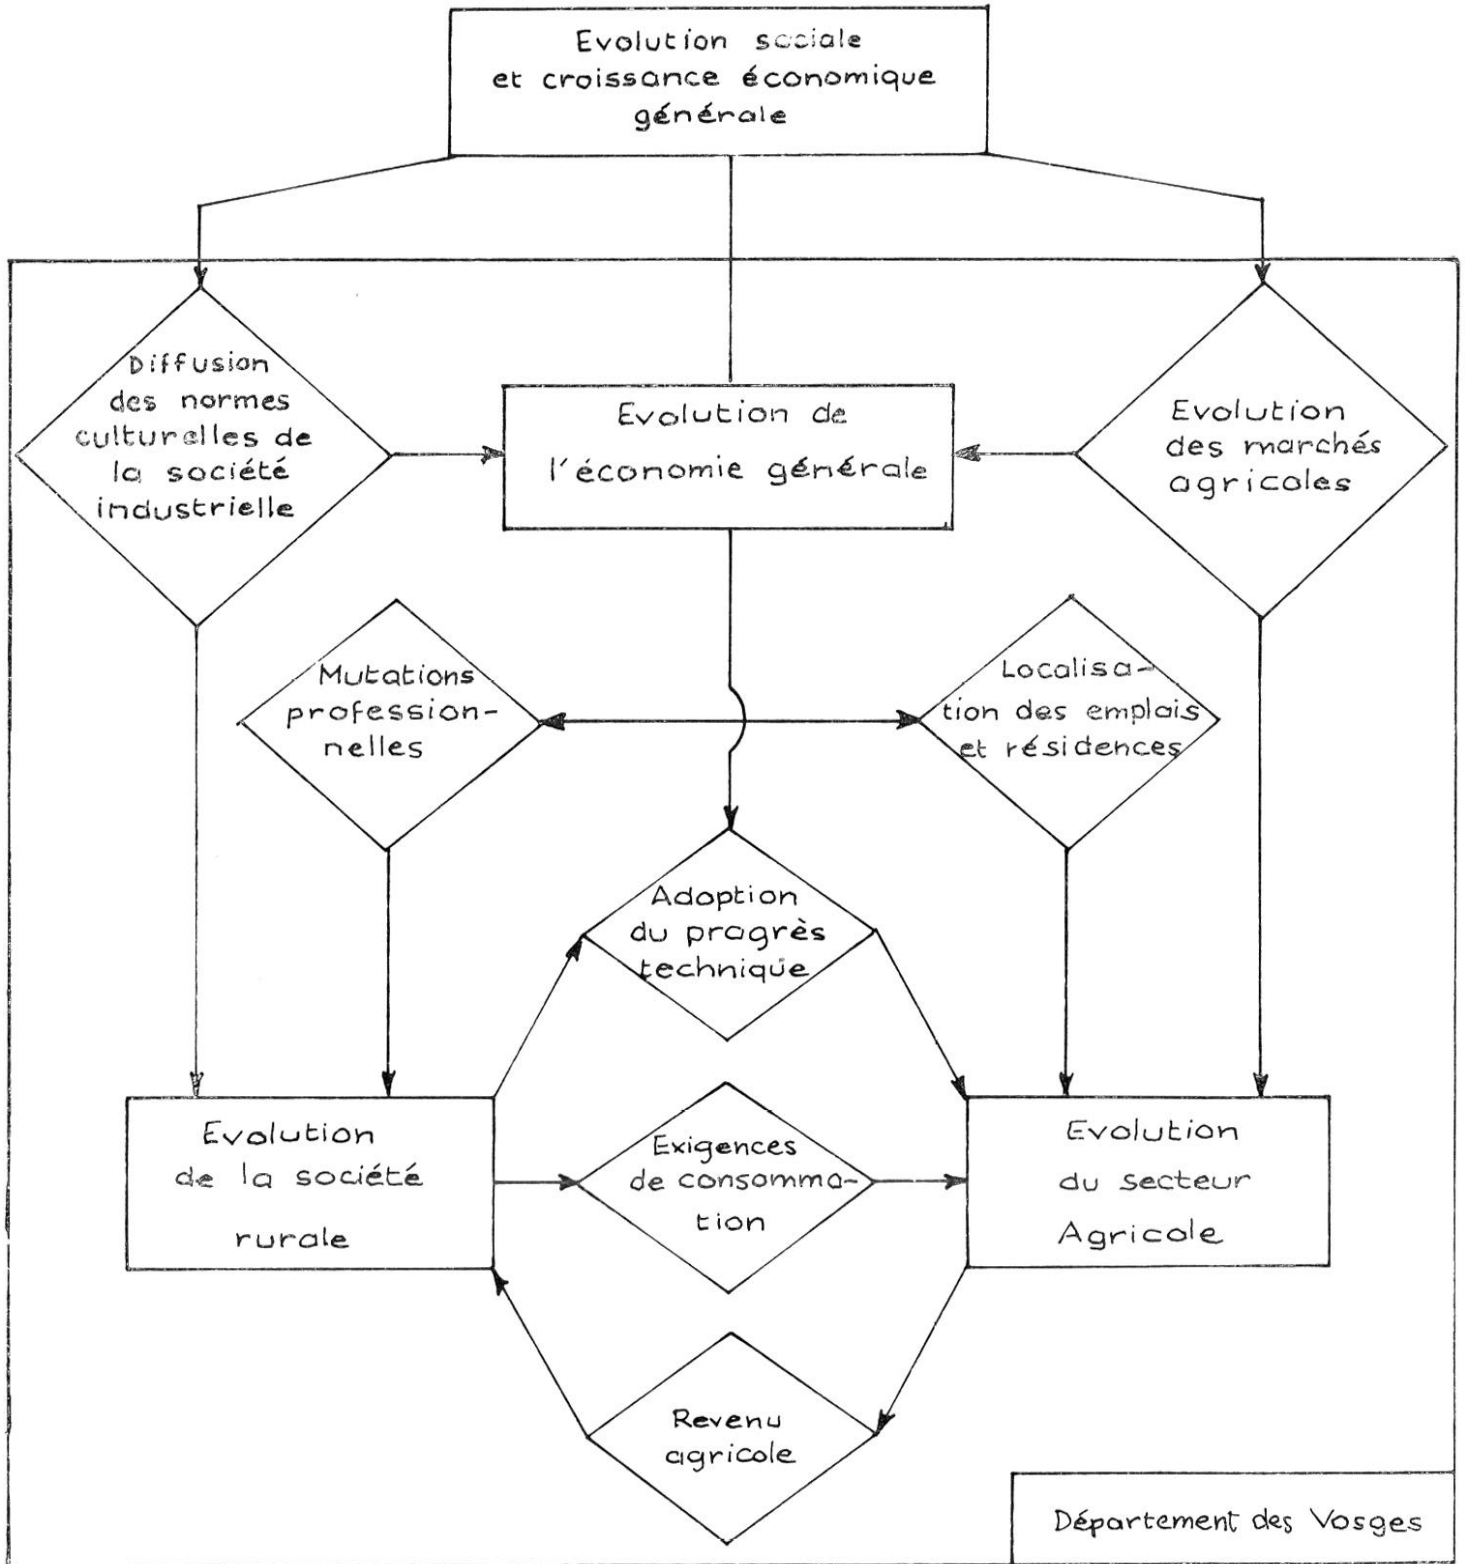 Evolution sociale
et croissance économique
générale
Diffusion
des normes
culturelles de
la société
industrielle
Evolution de
l'économie générale
Evolution
des marchés
agricoles
Mutations
profession-
nelles
Localisa-
tion des emplois
et résidences
Adoption
du progrès
technique
Evolution
de la société
rurale
Exigences
de consomma-
tion
Evolution
du secteur
Agricole
Revenu
agricole
Département des Vosges